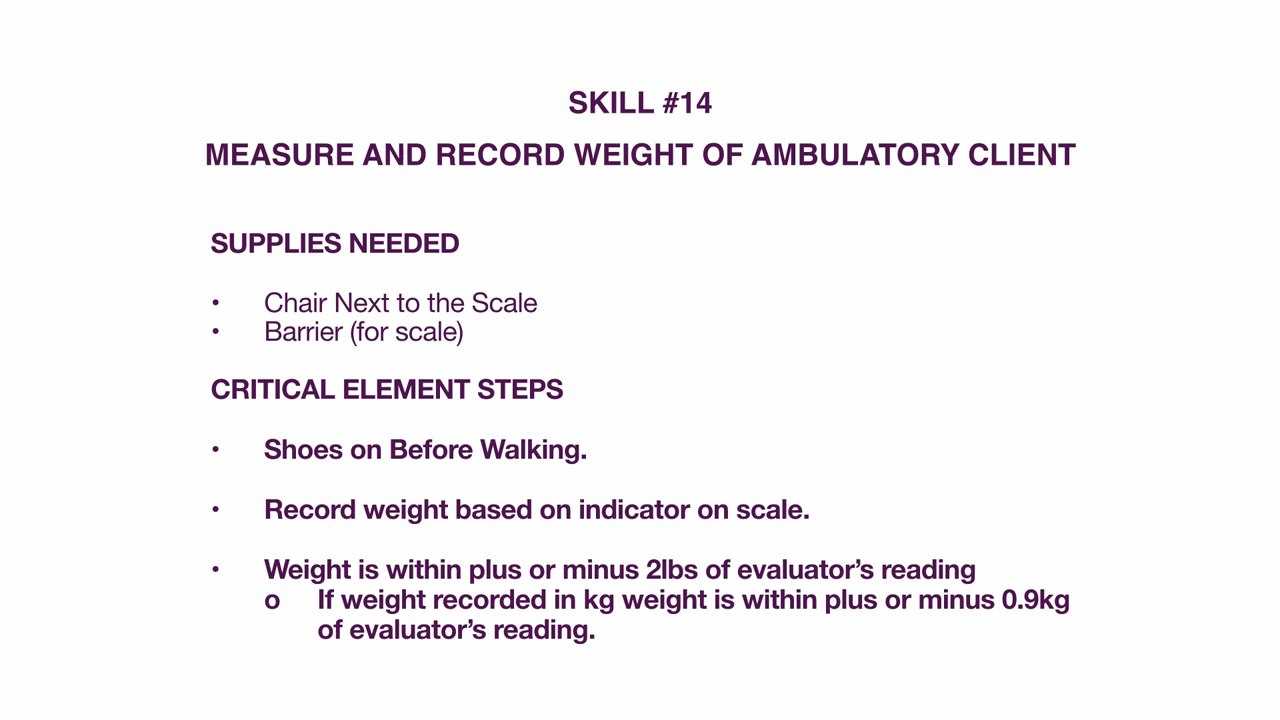 SKILL #14
MEASURE AND RECORD WEIGHT OF AMBULATORY CLIENT
SUPPLIES NEEDED
• Chair Next to the Scale
• Barrier (for scale)
CRITICAL ELEMENT STEPS
• Shoes on Before Walking.
• Record weight based on indicator on scale.
• Weight is within plus or minus 2lbs of evaluator’s reading
o If weight recorded in kg weight is within plus or minus 0.9kg
of evaluator’s reading.